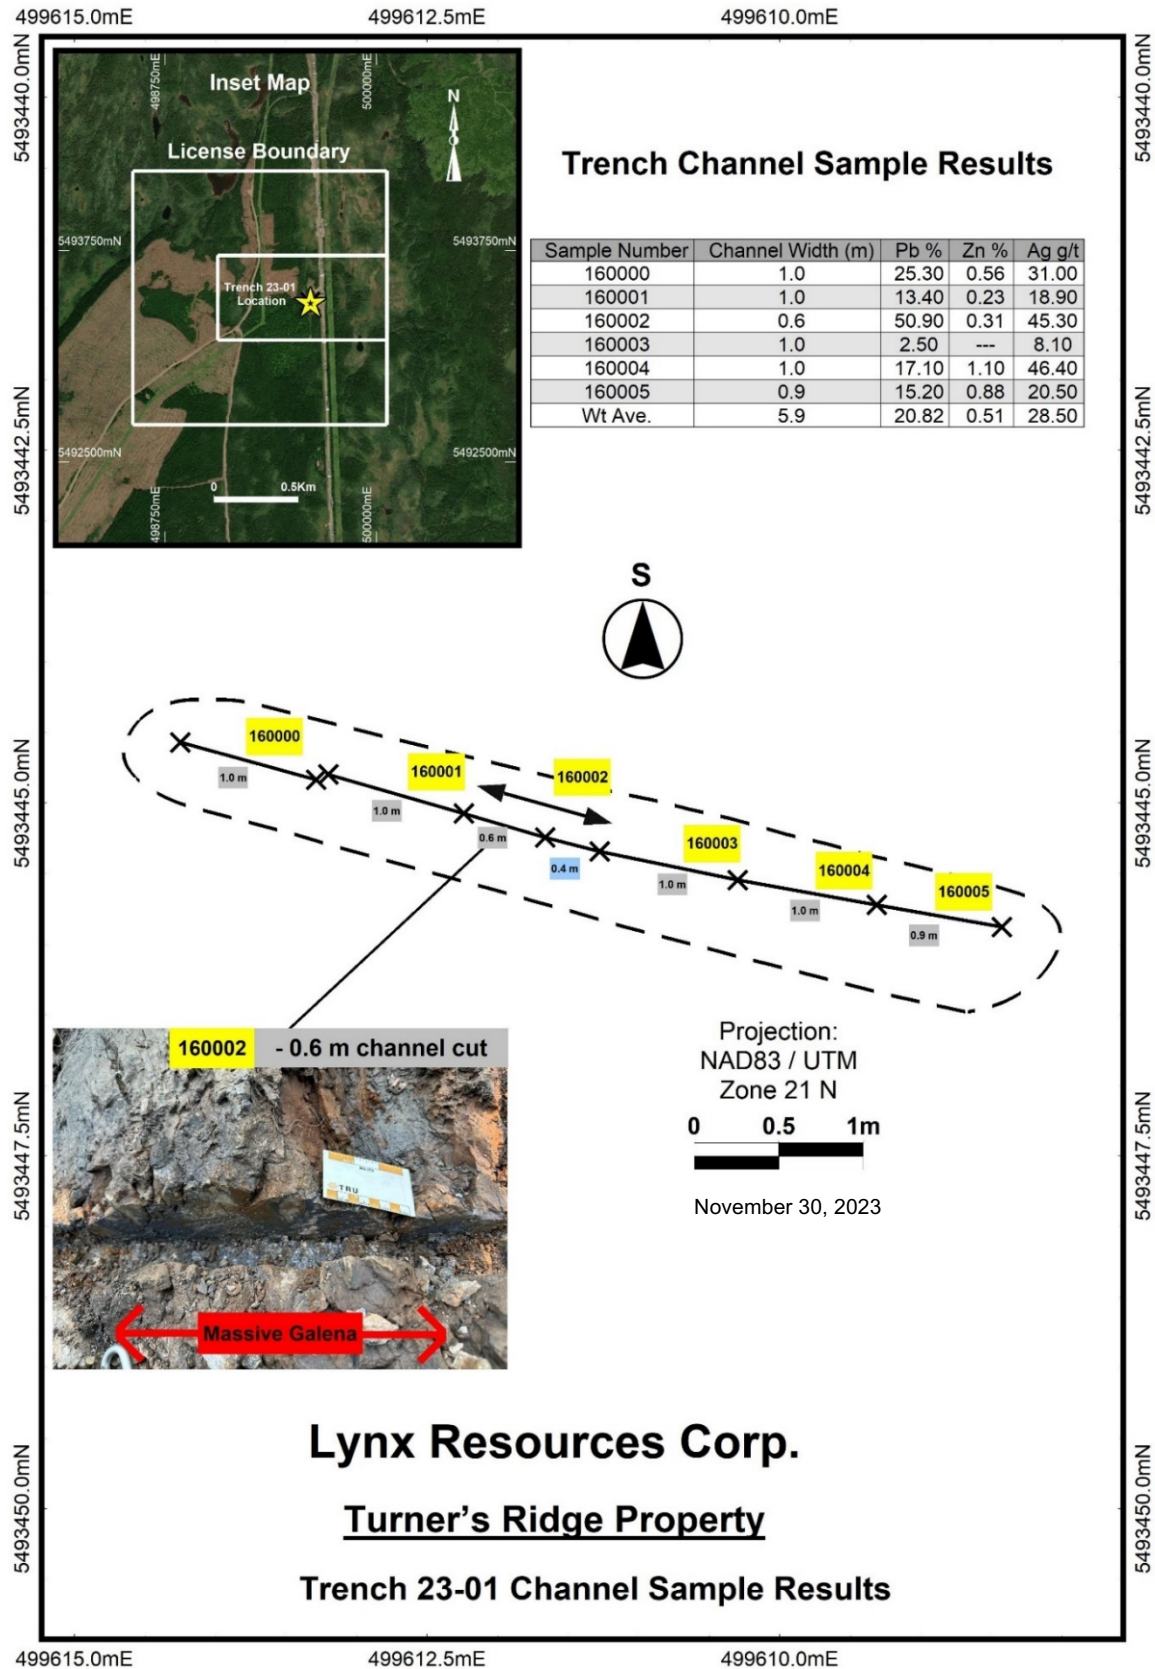 499615.0mE 499612.5mE 499610.0mE
5493440.0mN
5493442.5mN
5493445.0mN
5493447.5mN
5493450.0mN
5493440.0mN
5493442.5mN
5493445.0mN
5493447.5mN
5493450.0mN
498750mE
500000mE
Inset Map
N
License Boundary
5493750mN
5493750mN
Trench 23-01
Location
5492500mN
5492500mN
0 0.5Km
498750mE
500000mE
Trench Channel Sample Results
Sample Number Channel Width (m) Pb % Zn % Ag g/t
160000 1.0 25.30 0.56 31.00
160001 1.0 13.40 0.23 18.90
160002 0.6 50.90 0.31 45.30
160003 1.0 2.50 --- 8.10
160004 1.0 17.10 1.10 46.40
160005 0.9 15.20 0.88 20.50
Wt Ave. 5.9 20.82 0.51 28.50
S
160000
160001
160002
160003
160004
160005
1.0 m
1.0 m
0.6 m
0.4 m
1.0 m
1.0 m
0.9 m
160002 - 0.6 m channel cut
TRU
Massive Galena
Projection:
NAD83 / UTM
Zone 21 N
0 0.5 1m
November 30, 2023
Lynx Resources Corp.
Turner’s Ridge Property
Trench 23-01 Channel Sample Results
499615.0mE 499612.5mE 499610.0mE